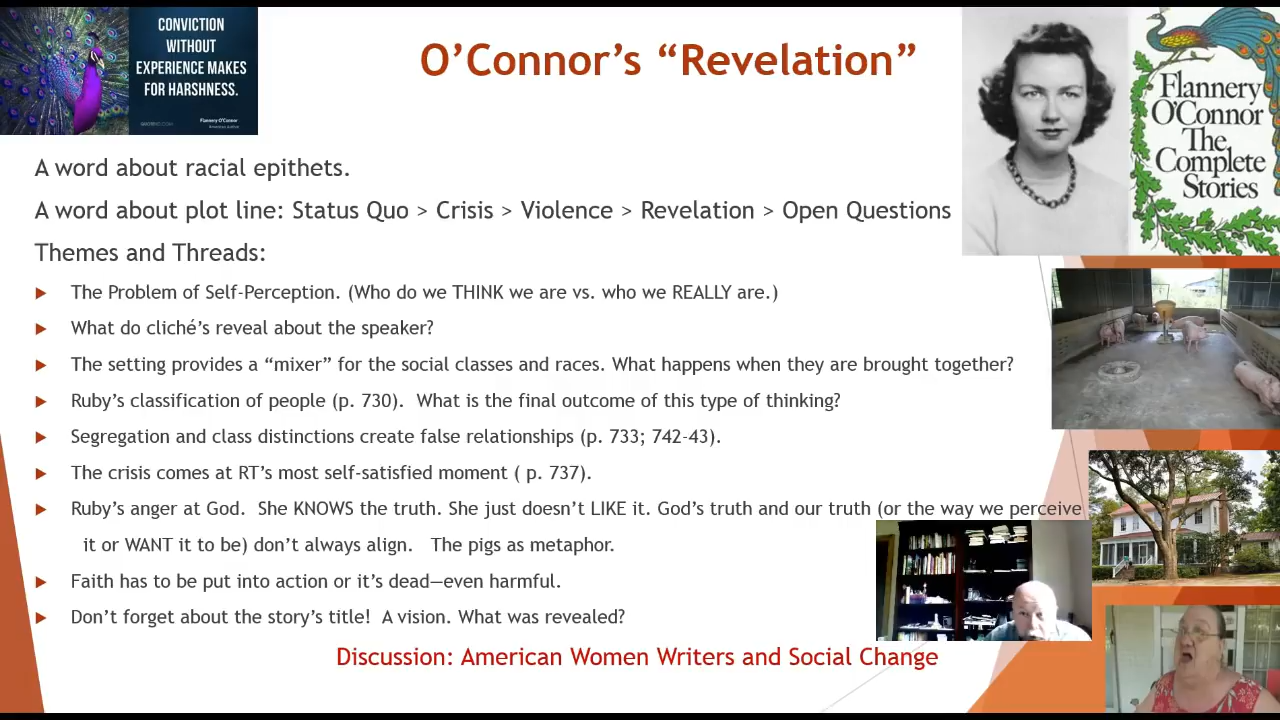 CONVICTION
WITHOUT
EXPERIENCE MAKES
FOR HARSHNESS.
Flannery O'Connor
O'Connor's “Revelation”
Flannery
O'Connor
The
Complete
Stories
A word about racial epithets.
A word about plot line: Status Quo > Crisis > Violence > Revelation > Open Questions
Themes and Threads:
The Problem of Self-Perception. (Who do we THINK we are vs. who we REALLY are.)
What do cliché's reveal about the speaker?
The setting provides a “mixer” for the social classes and races. What happens when they are brought together?
Ruby's classification of people (p. 730). What is the final outcome of this type of thinking?
Segregation and class distinctions create false relationships (p. 733; 742-43).
The crisis comes at RT's most self-satisfied moment ( p. 737).
Ruby's anger at God. She KNOWS the truth. She just doesn't LIKE it. God's truth and our truth (or the way we perceive
it or WANT it to be) don't always align. The pigs as metaphor.
Faith has to be put into action or it's dead—even harmful.
Don't forget about the story's title! A vision. What was revealed?
Discussion: American Women Writers and Social Change